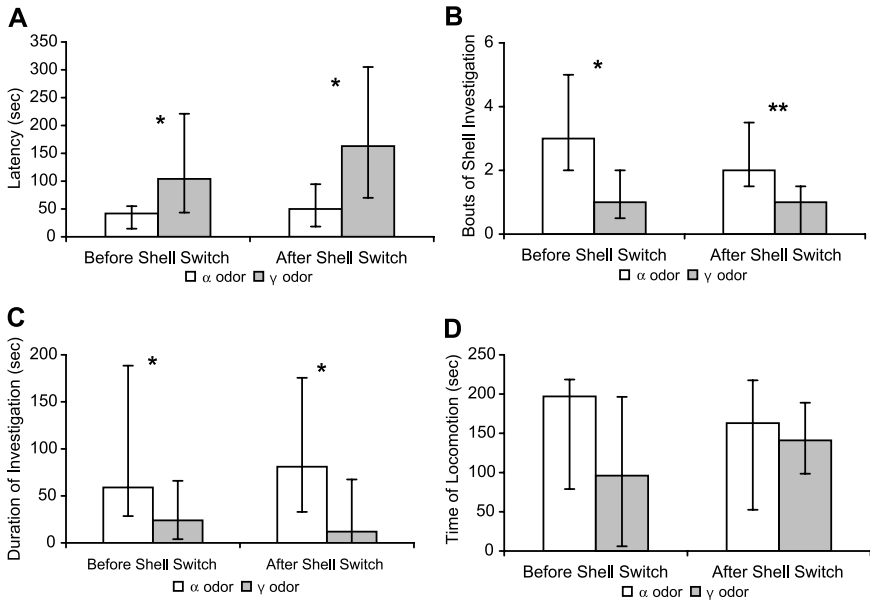 A
Latency (sec)
350
300
250
200
150
100
50
0
*
*
Before Shell Switch After Shell Switch
α odor γ odor
B
Bouts of Shell Investigation
6
4
2
0
*
**
Before Shell Switch After Shell Switch
α odor γ odor
C
Duration of Investigation (sec)
200
150
100
50
0
*
*
Before Shell Switch After Shell Switch
α odor γ odor
D
Time of Locomotion (sec)
250
200
150
100
50
0
Before Shell Switch After Shell Switch
α odor γ odor